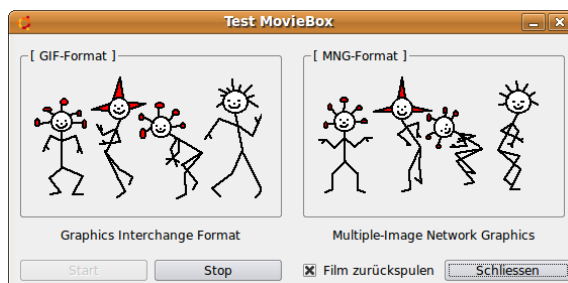 Test MovieBox
[ GIF-Format ]
[ MNG-Format ]
Graphics Interchange Format
Multiple-Image Network Graphics
Start
Stop
Film zurückspulen
Schliessen